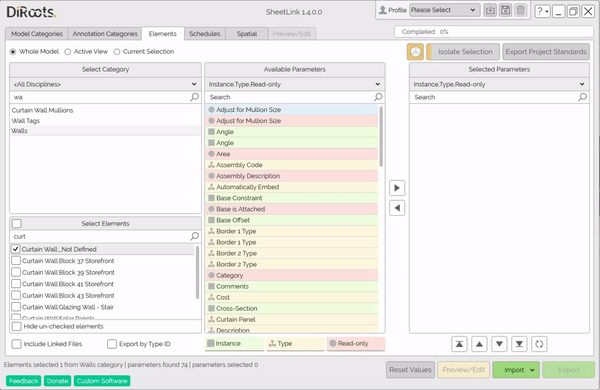 DiRoots.
SheetLink 1.4.0.0
Profile
Please Select
?
Model Categories
Annotation Categories
Elements
Schedules
Spatial
Preview/Edit
Completed 0%
Whole Model
Active View
Current Selection
Isolate Selection
Export Project Standards
Select Category
<All Disciplines>
wa
Curtain Wall Mullions
Wall Tags
Walls
Select Elements
curt
Curtain Wall:_Not Defined
Curtain Wall:Block 37 Storefront
Curtain Wall:Block 39 Storefront
Curtain Wall:Block 41 Storefront
Curtain Wall:Block 43 Storefront
Curtain Wall:Glazing Wall - Stair
Curtain Wall:Solar Panels
Hide un-checked elements
Include Linked Files
Export by Type ID
Available Parameters
Instance,Type,Read-only
Search
Adjust for Mullion Size
Adjust for Mullion Size
Angle
Angle
Area
Assembly Code
Assembly Description
Automatically Embed
Base Constraint
Base is Attached
Base Offset
Border 1 Type
Border 1 Type
Border 2 Type
Border 2 Type
Category
Comments
Cost
Cross-Section
Curtain Panel
Description
Instance
Type
Read-only
Selected Parameters
Instance,Type,Read-only
Search
Elements selected 1 from Walls category | parameters found 74 | parameters selected 0
Reset Values
Preview/Edit
Import
Export
Feedback
Donate
Custom Software